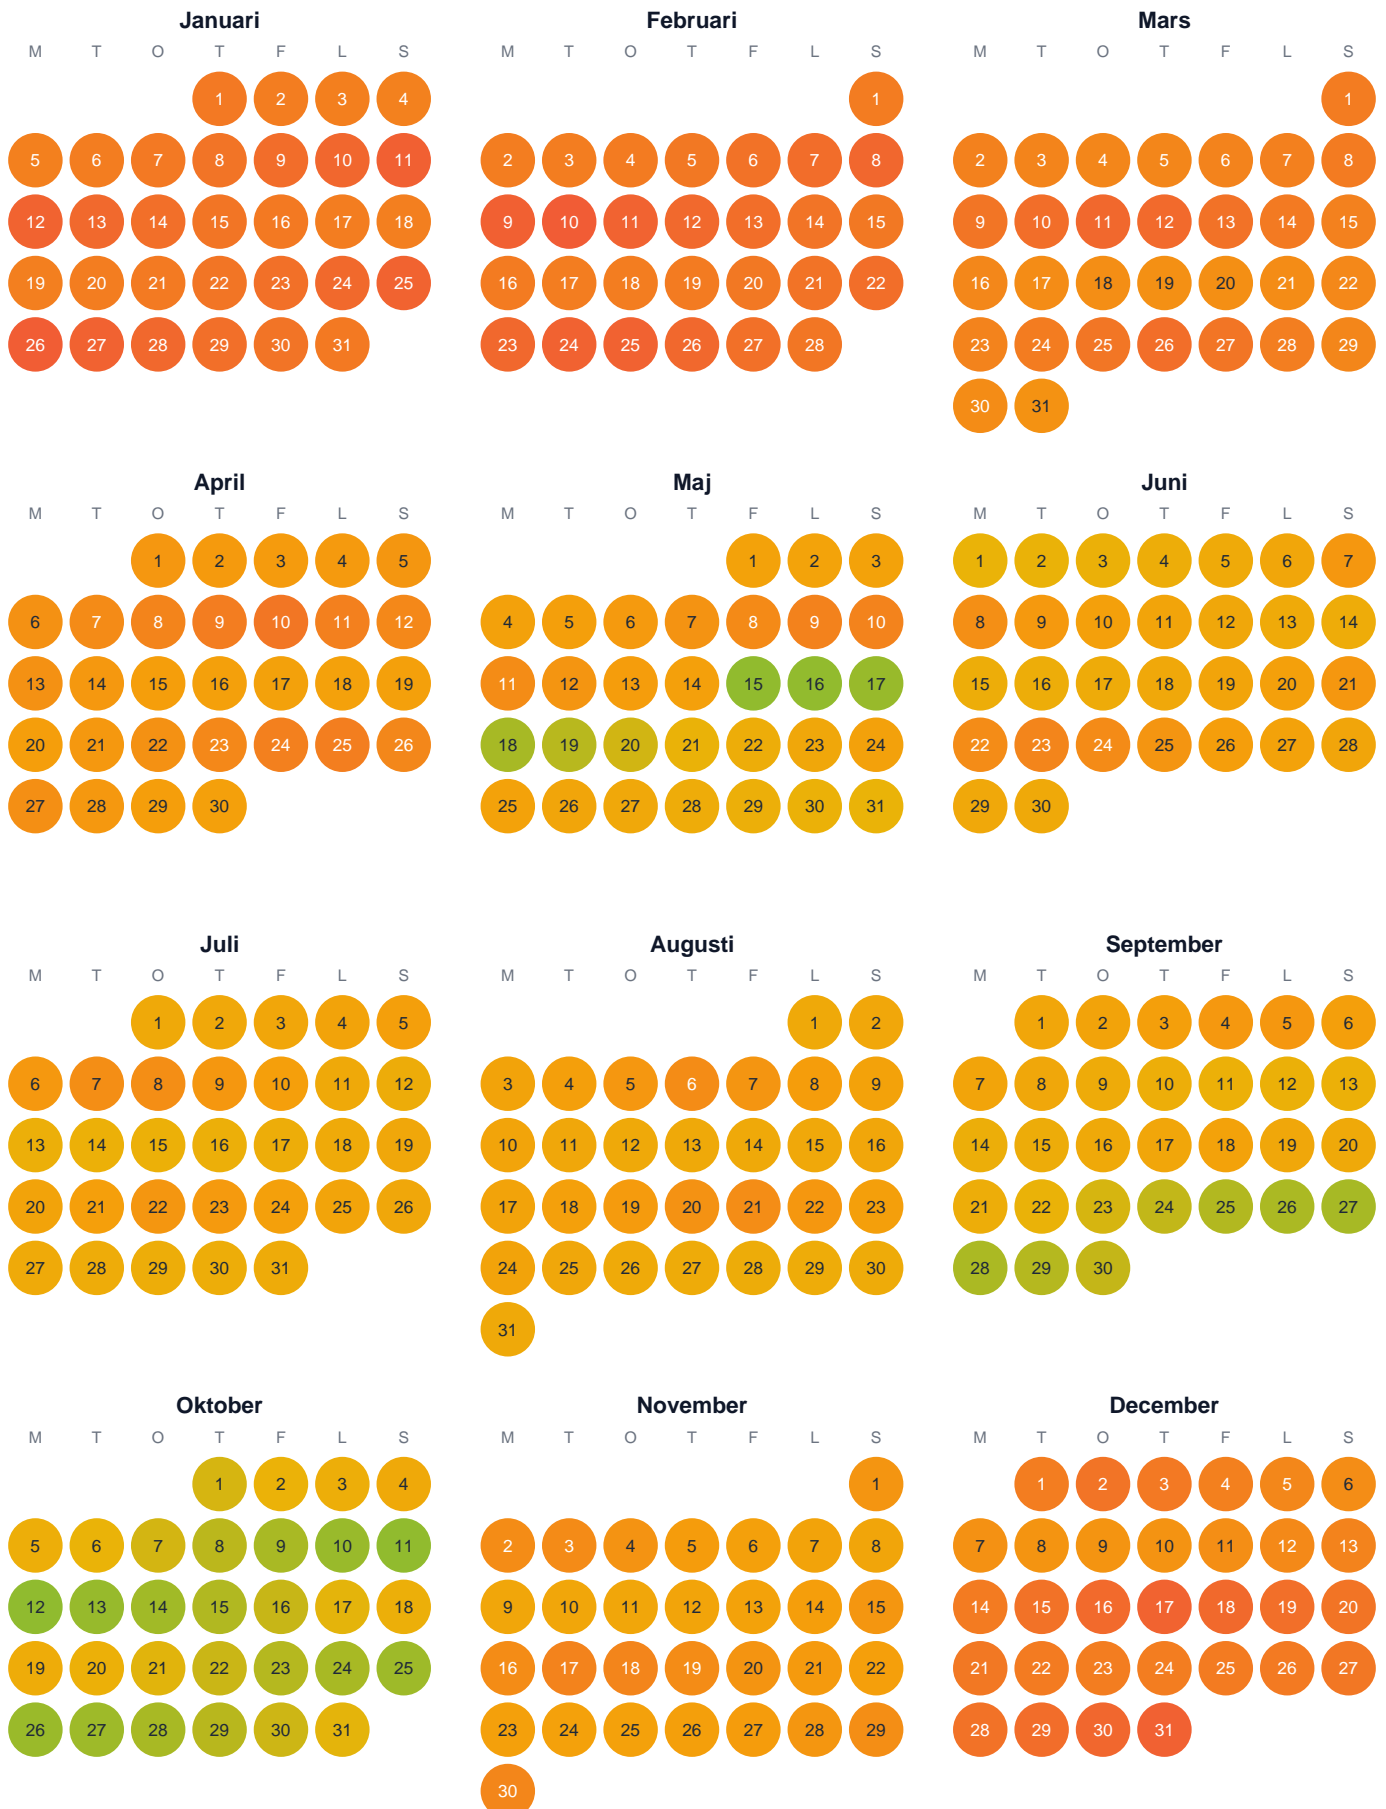 Januari
M T O T F L S
1 2 3 4
5 6 7 8 9 10 11
12 13 14 15 16 17 18
19 20 21 22 23 24 25
26 27 28 29 30 31
Februari
M T O T F L S
1
2 3 4 5 6 7 8
9 10 11 12 13 14 15
16 17 18 19 20 21 22
23 24 25 26 27 28
Mars
M T O T F L S
1
2 3 4 5 6 7 8
9 10 11 12 13 14 15
16 17 18 19 20 21 22
23 24 25 26 27 28 29
30 31
April
M T O T F L S
1 2 3 4 5
6 7 8 9 10 11 12
13 14 15 16 17 18 19
20 21 22 23 24 25 26
27 28 29 30
Maj
M T O T F L S
1 2 3
4 5 6 7 8 9 10
11 12 13 14 15 16 17
18 19 20 21 22 23 24
25 26 27 28 29 30 31
Juni
M T O T F L S
1 2 3 4 5 6 7
8 9 10 11 12 13 14
15 16 17 18 19 20 21
22 23 24 25 26 27 28
29 30
Juli
M T O T F L S
1 2 3 4 5
6 7 8 9 10 11 12
13 14 15 16 17 18 19
20 21 22 23 24 25 26
27 28 29 30 31
Augusti
M T O T F L S
1 2
3 4 5 6 7 8 9
10 11 12 13 14 15 16
17 18 19 20 21 22 23
24 25 26 27 28 29 30
31
September
M T O T F L S
1 2 3 4 5 6
7 8 9 10 11 12 13
14 15 16 17 18 19 20
21 22 23 24 25 26 27
28 29 30
Oktober
M T O T F L S
1 2 3 4
5 6 7 8 9 10 11
12 13 14 15 16 17 18
19 20 21 22 23 24 25
26 27 28 29 30 31
November
M T O T F L S
1
2 3 4 5 6 7 8
9 10 11 12 13 14 15
16 17 18 19 20 21 22
23 24 25 26 27 28 29
30
December
M T O T F L S
1 2 3 4 5 6
7 8 9 10 11 12 13
14 15 16 17 18 19 20
21 22 23 24 25 26 27
28 29 30 31